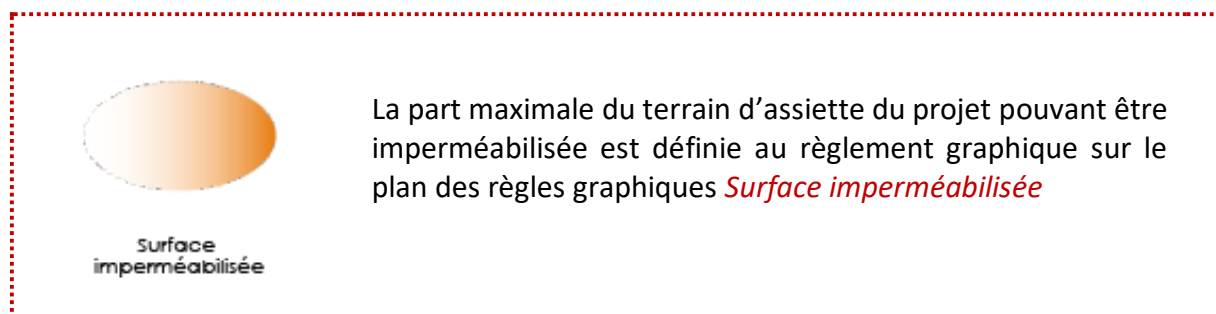 La part maximale du terrain d’assiette du projet pouvant être
imperméabilisée est définie au règlement graphique sur le
plan des règles graphiques Surface imperméabilisée
Surface
imperméabilisée